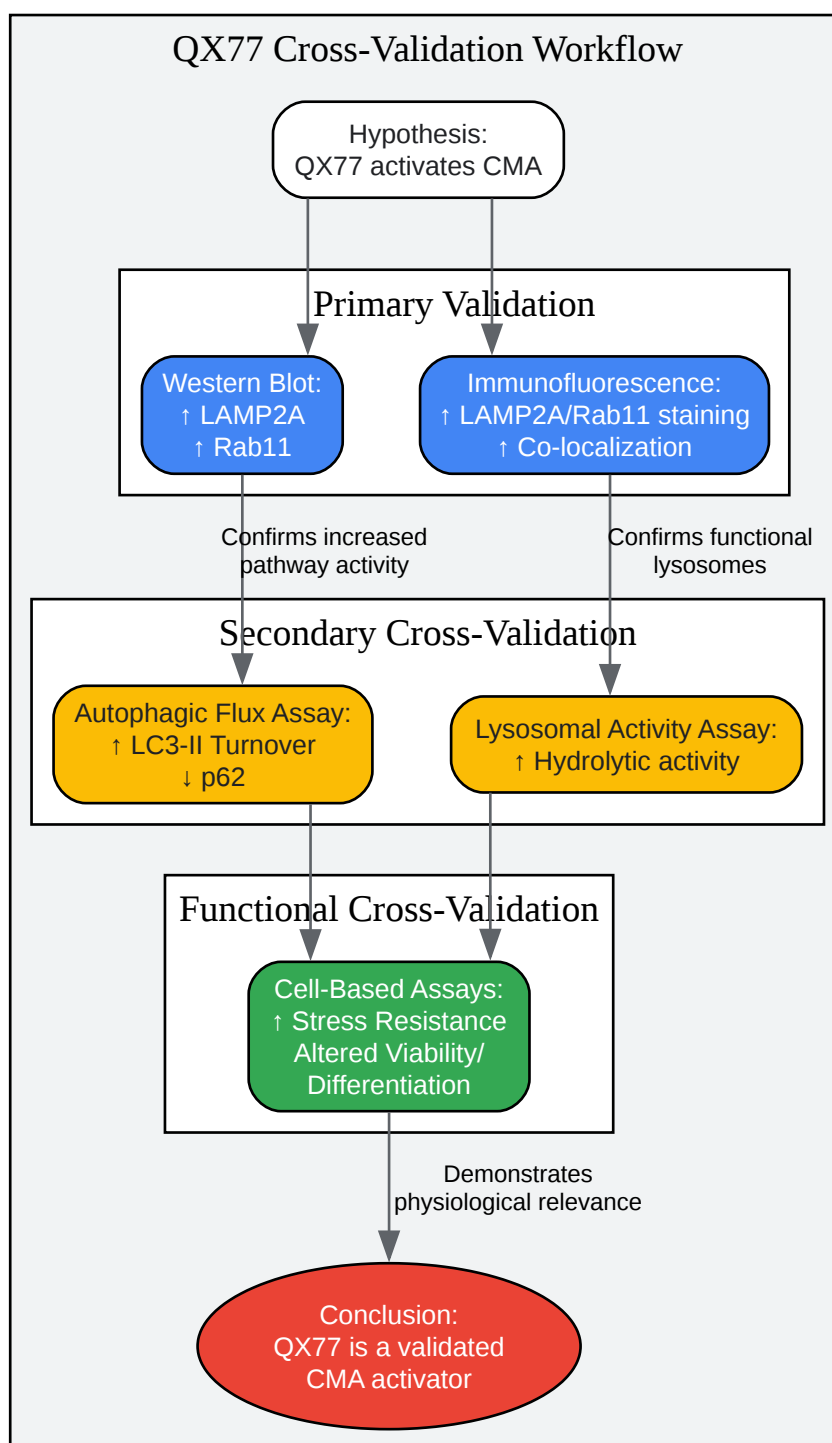 QX77 Cross-Validation Workflow
Hypothesis:
QX77 activates CMA
Primary Validation
Western Blot:
↑ LAMP2A
↑ Rab11
Immunofluorescence:
↑ LAMP2A/Rab11 staining
↑ Co-localization
Confirms increased
pathway activity
Confirms functional
lysosomes
Secondary Cross-Validation
Autophagic Flux Assay:
↑ LC3-II Turnover
↓ p62
Lysosomal Activity Assay:
↑ Hydrolytic activity
Functional Cross-Validation
Cell-Based Assays:
↑ Stress Resistance
Altered Viability/
Differentiation
Demonstrates
physiological relevance
Conclusion:
QX77 is a validated
CMA activator